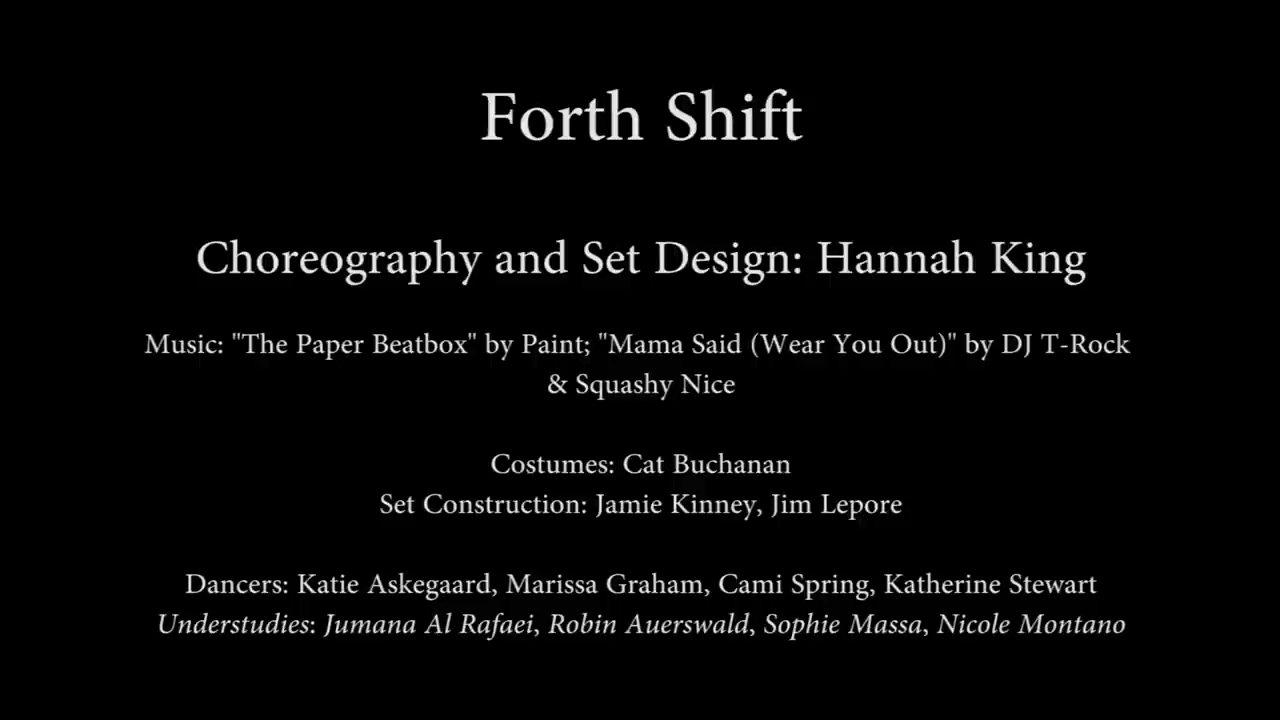 Forth Shift
Choreography and Set Design: Hannah King
Music: "The Paper Beatbox" by Paint; "Mama Said (Wear You Out)" by DJ T-Rock
& Squashy Nice
Costumes: Cat Buchanan
Set Construction: Jamie Kinney, Jim Lepore
Dancers: Katie Askegaard, Marissa Graham, Cami Spring, Katherine Stewart
Understudies: Jumana Al Rafaei, Robin Auerswald, Sophie Massa, Nicole Montano